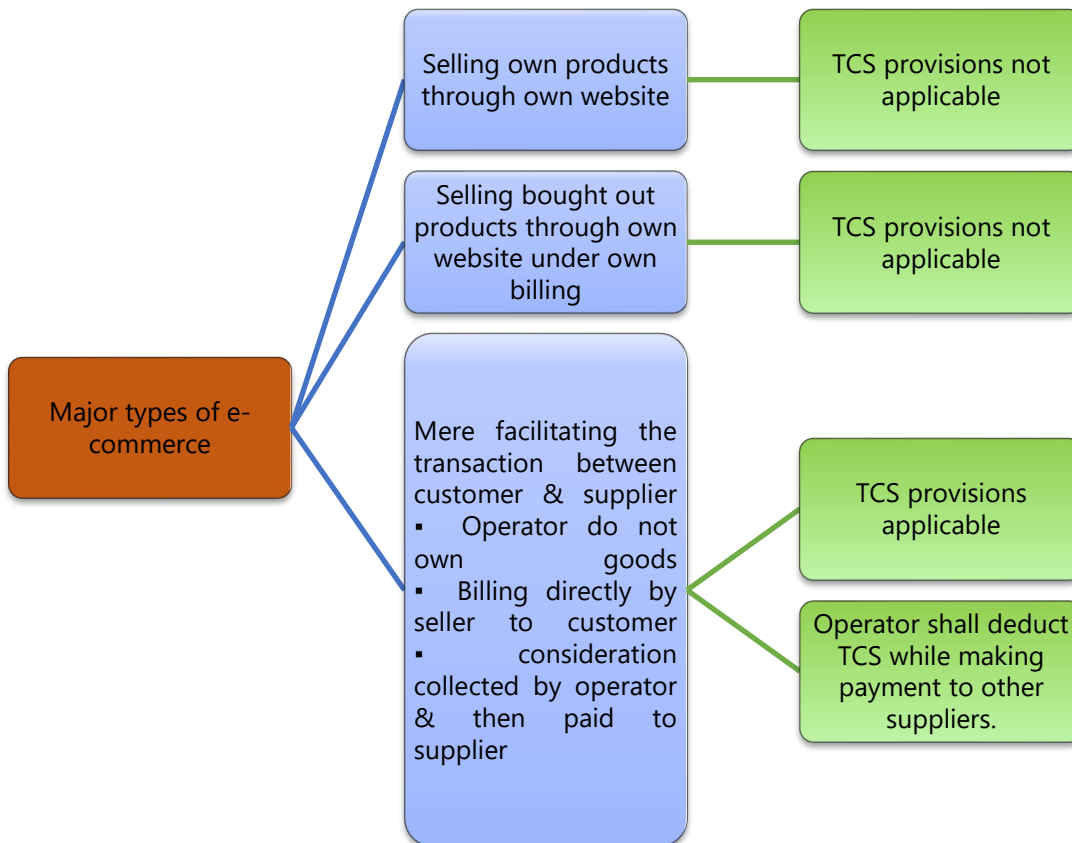 Major types of e-
commerce
Selling own products
through own website
TCS provisions not
applicable
Selling bought out
products through own
website under own
billing
TCS provisions not
applicable
Mere facilitating the
transaction between
customer & supplier
▪ Operator do not
own goods
▪ Billing directly by
seller to customer
▪ consideration
collected by operator
& then paid to
supplier
TCS provisions
applicable
Operator shall deduct
TCS while making
payment to other
suppliers.